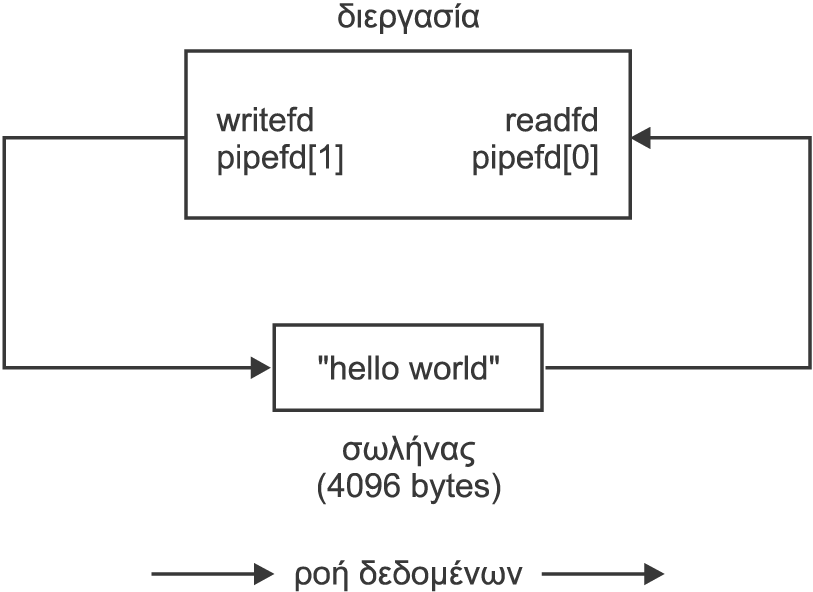 διεργασία
writefd readfd
pipefd[1] pipefd[0]
"hello world"
σωλήνας
(4096 bytes)
ροή δεδομένων